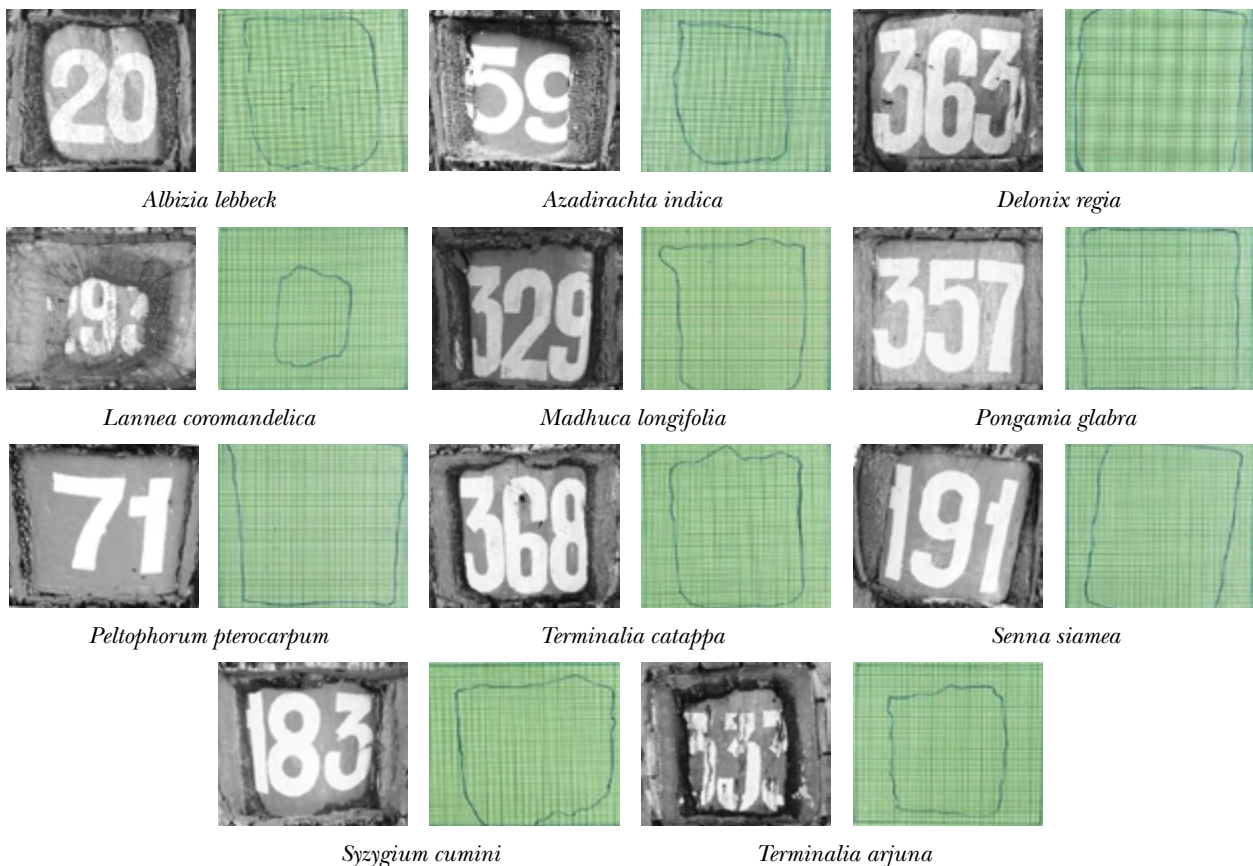 20 59 363
Albizia lebbeck Azadirachta indica Delonix regia
93 329 357
Lannea coromandelica Madhuca longifolia Pongamia glabra
71 368 191
Peltophorum pterocarpum Terminalia catappa Senna siamea
183
Syzygium cumini Terminalia arjuna